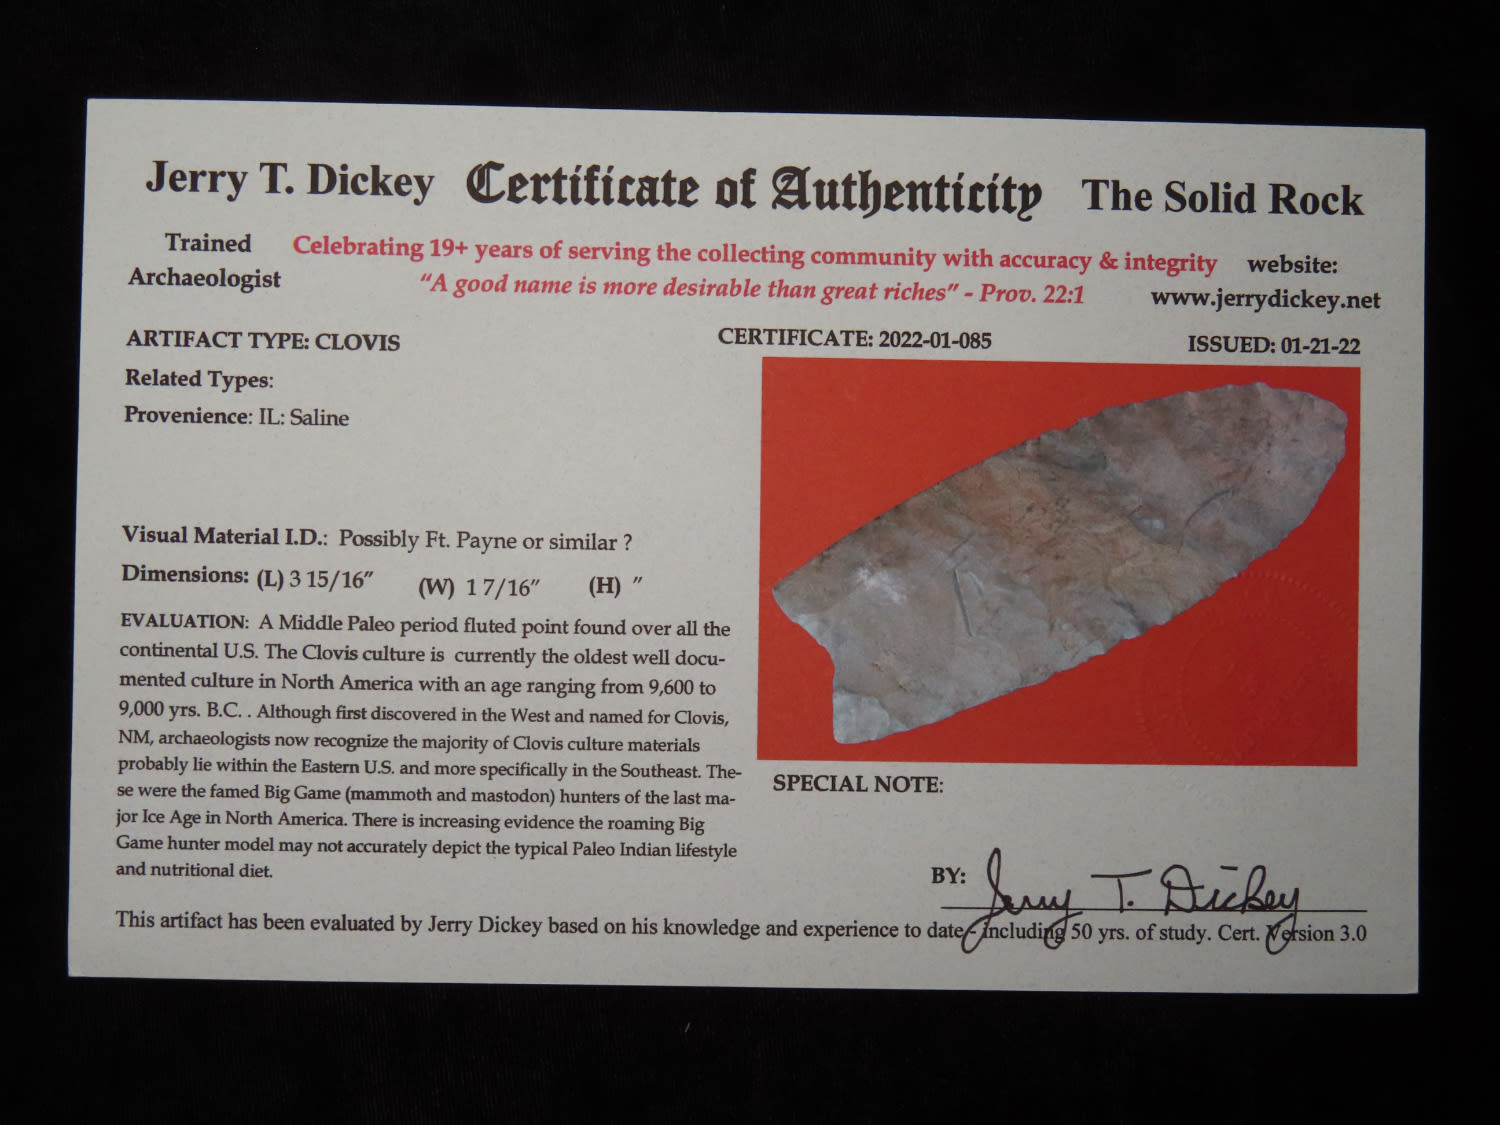 Jerry T. Dickey Certificate of Authenticity The Solid Rock
Trained Archaeologist
Celebrating 19+ years of serving the collecting community with accuracy & integrity
"A good name is more desirable than great riches" - Prov. 22:1
website:
www.jerrydickey.net
ARTIFACT TYPE: CLOVIS
CERTIFICATE: 2022-01-085
ISSUED: 01-21-22
Related Types:
Provenience: IL: Saline
Visual Material I.D.: Possibly Ft. Payne or similar ?
Dimensions: (L) 3 15/16" (W) 1 7/16" (H) "
EVALUATION: A Middle Paleo period fluted point found over all the
continental U.S. The Clovis culture is currently the oldest well docu-
mented culture in North America with an age ranging from 9,600 to
9,000 yrs. B.C. . Although first discovered in the West and named for Clovis,
NM, archaeologists now recognize the majority of Clovis culture materials
probably lie within the Eastern U.S. and more specifically in the Southeast. The-
se were the famed Big Game (mammoth and mastodon) hunters of the last ma-
jor Ice Age in North America. There is increasing evidence the roaming Big
Game hunter model may not accurately depict the typical Paleo Indian lifestyle
and nutritional diet.
SPECIAL NOTE:
BY: Jerry T. Dickey
This artifact has been evaluated by Jerry Dickey based on his knowledge and experience to date - including 50 yrs. of study. Cert. Version 3.0